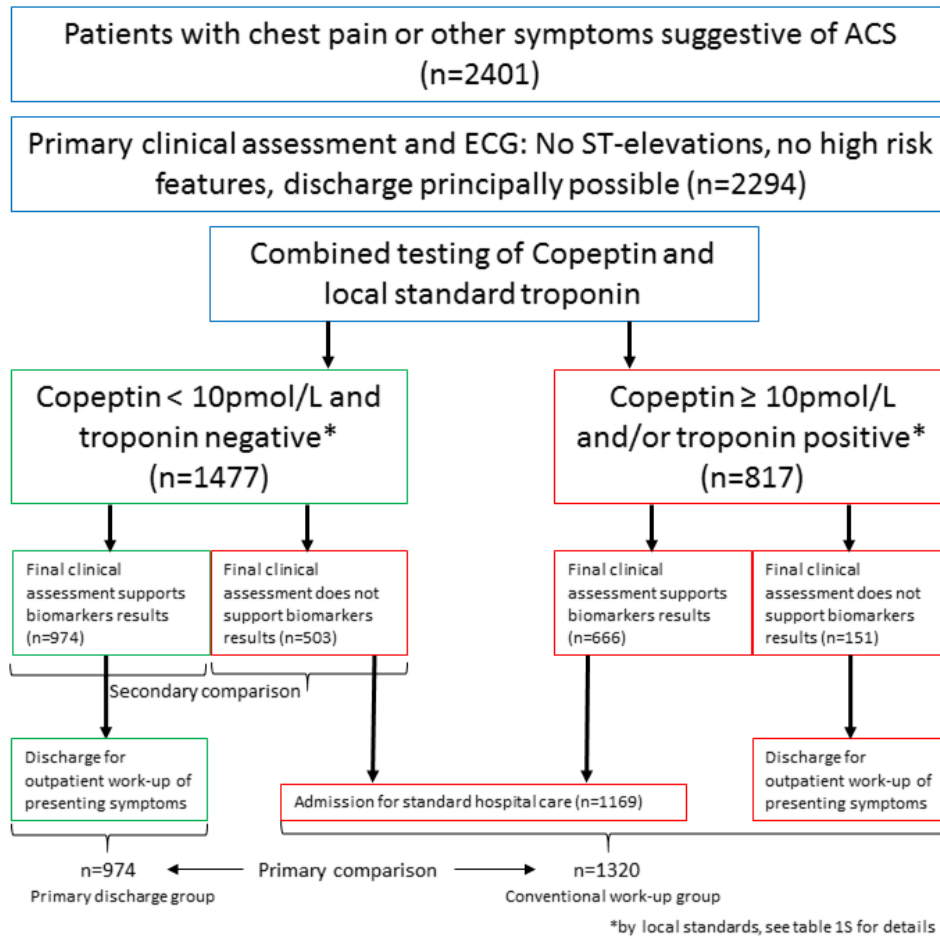 Patients with chest pain or other symptoms suggestive of ACS
(n=2401)
Primary clinical assessment and ECG: No ST-elevations, no high risk
features, discharge principally possible (n=2294)
Combined testing of Copeptin and
local standard troponin
Copeptin < 10pmol/L and
troponin negative*
(n=1477)
Copeptin ≥ 10pmol/L
and/or troponin positive*
(n=817)
Final clinical
assessment supports
biomarkers results
(n=974)
Final clinical
assessment does not
support biomarkers
results (n=503)
Final clinical
assessment supports
biomarkers results
(n=666)
Final clinical
assessment does not
support biomarkers
results (n=151)
Secondary comparison
Discharge for
outpatient work-up of
presenting symptoms
Admission for standard hospital care (n=1169)
Discharge for
outpatient work-up of
presenting symptoms
n=974
Primary discharge group
Primary comparison
n=1320
Conventional work-up group
*by local standards, see table 1S for details